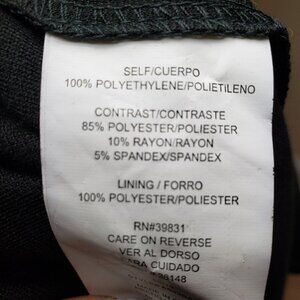 SELF/CUERPO
100% POLYETHYLENE/POLIETILENO
CONTRAST/CONTRASTE
85% POLYESTER/POLIESTER
10% RAYON/RAYON
5% SPANDEX/SPANDEX
LINING / FORRO
100% POLYESTER/POLIESTER
RN#39831
CARE ON REVERSE
VER AL DORSO
CUIDADO